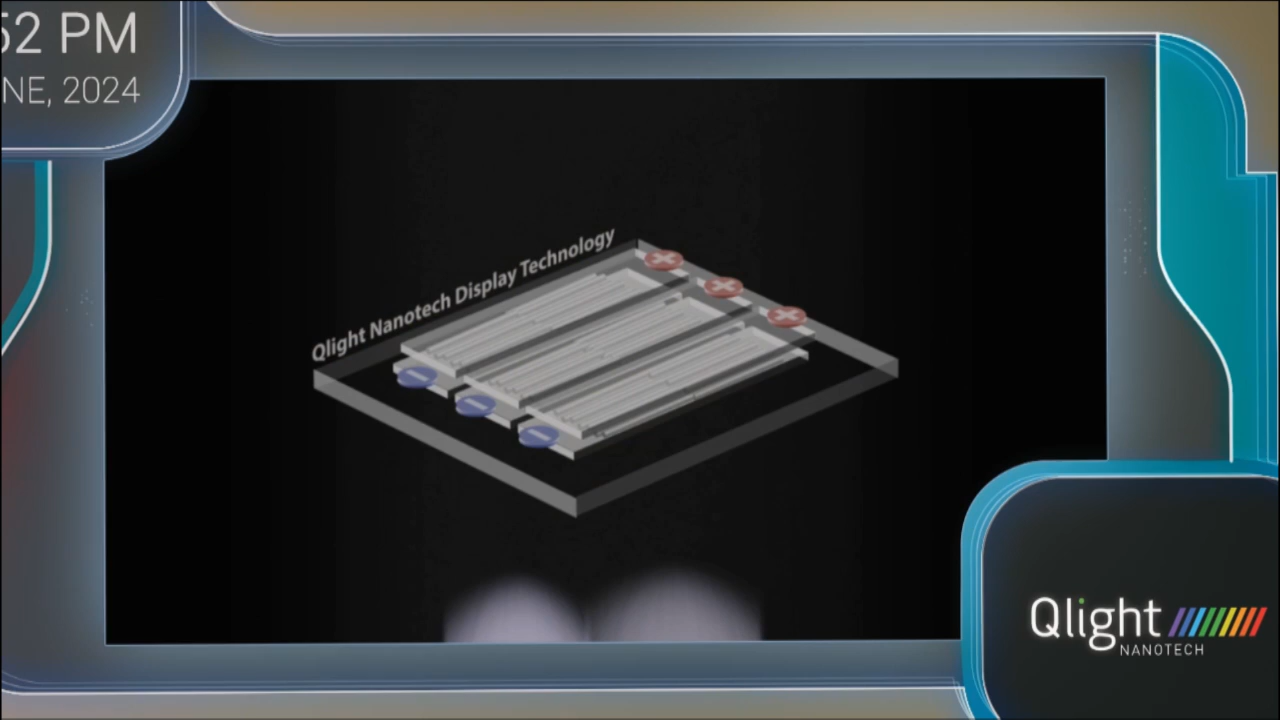 52 PM
NE, 2024
Qlight Nanotech Display Technology
Qlight
NANOTECH